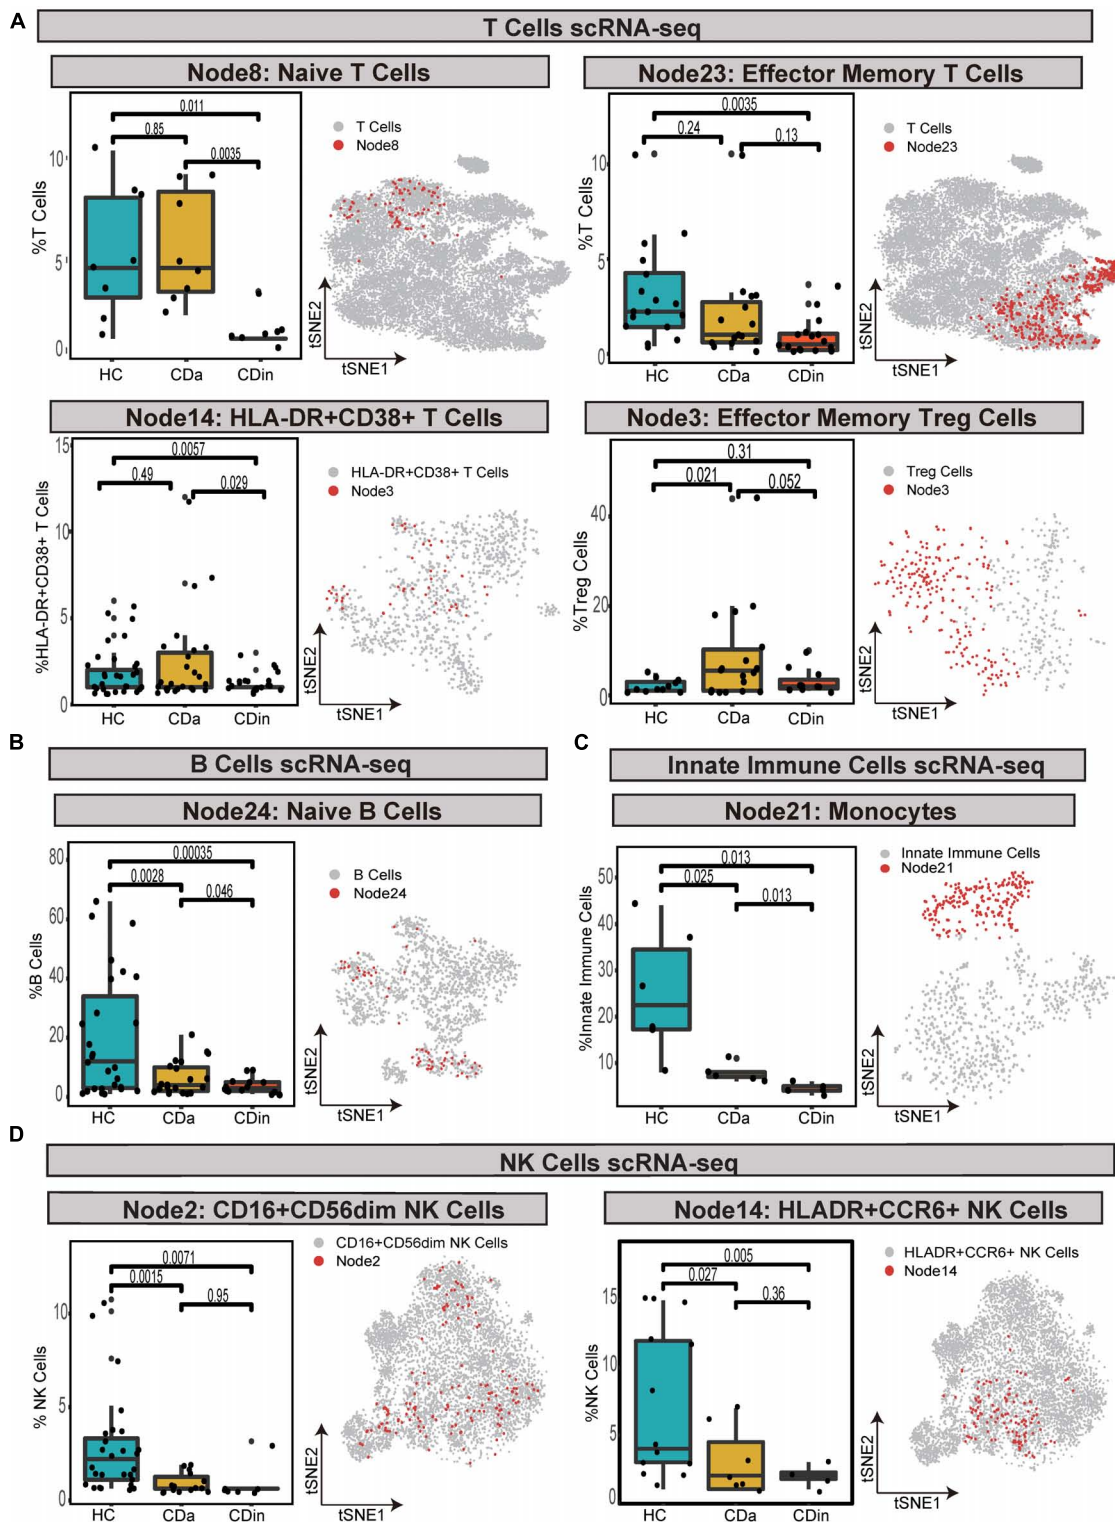 A
T Cells scRNA-seq
Node8: Naive T Cells
0.011
0.85
0.0035
%T Cells
10
5
0
HC
CDa
CDin
T Cells
Node8
tSNE2
tSNE1
Node23: Effector Memory T Cells
0.0035
0.24
0.13
%T Cells
10
5
0
HC
CDa
CDin
T Cells
Node23
tSNE2
tSNE1
Node14: HLA-DR+CD38+ T Cells
0.0057
0.49
0.029
%HLA-DR+CD38+ T Cells
15
10
5
0
HC
CDa
CDin
HLA-DR+CD38+ T Cells
Node3
tSNE2
tSNE1
Node3: Effector Memory Treg Cells
0.31
0.021
0.052
%Treg Cells
40
20
0
HC
CDa
CDin
Treg Cells
Node3
tSNE2
tSNE1
B
B Cells scRNA-seq
Node24: Naive B Cells
0.00035
0.0028
0.046
%B Cells
80
60
40
20
0
HC
CDa
CDin
B Cells
Node24
tSNE2
tSNE1
C
Innate Immune Cells scRNA-seq
Node21: Monocytes
0.013
0.025
0.013
%Innate Immune Cells
50
40
30
20
10
HC
CDa
CDin
Innate Immune Cells
Node21
tSNE2
tSNE1
D
NK Cells scRNA-seq
Node2: CD16+CD56dim NK Cells
0.0071
0.0015
0.95
% NK Cells
10
5
0
HC
CDa
CDin
CD16+CD56dim NK Cells
Node2
tSNE2
tSNE1
Node14: HLADR+CCR6+ NK Cells
0.005
0.027
0.36
%NK Cells
15
10
5
0
HC
CDa
CDin
HLADR+CCR6+ NK Cells
Node14
tSNE2
tSNE1